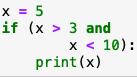 x = 5
if (x > 3 and
        x < 10):
    print(x)